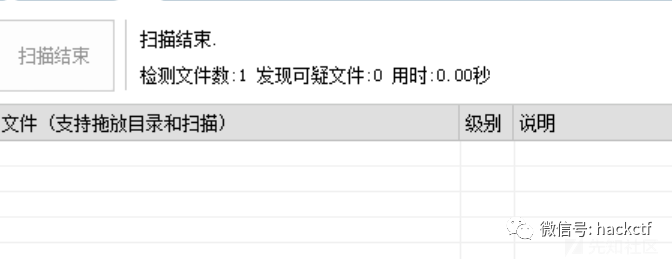 扫描结束
扫描结束.
检测文件数:1 发现可疑文件:0 用时:0.00秒
文件（支持拖放目录和扫描） 级别 说明
微信号: hackctf
先知社区